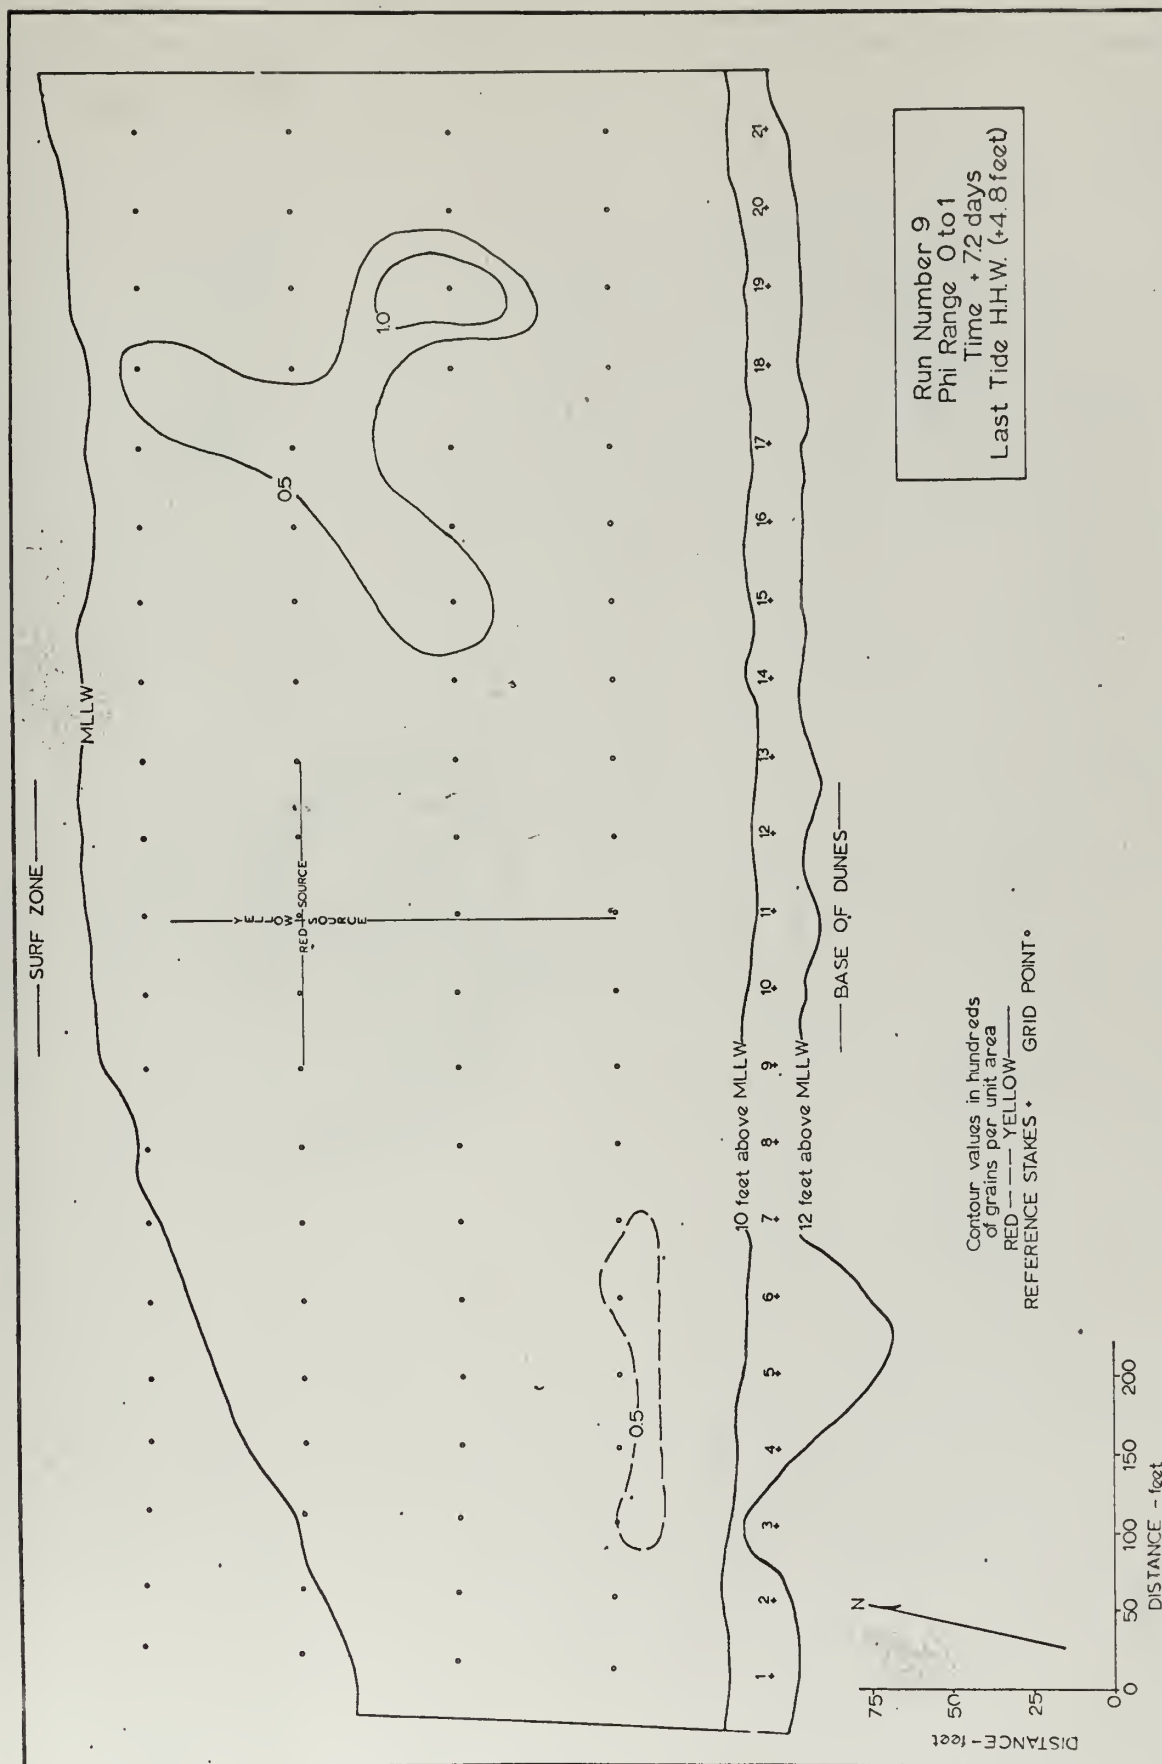 SURF ZONE
MLLW
0.5
1.0
YELLOW SOURCE
RED SOURCE
0.5
10 feet above MLLW
1 2 3 4 5 6 7 8 9 10 11 12 13 14 15 16 17 18 19 20 21
12 feet above MLLW
BASE OF DUNES
Run Number 9
Phi Range 0 to 1
Time + 7.2 days
Last Tide H.H.W. (+4.8 feet)
Contour values in hundreds
of grains per unit area
RED YELLOW
REFERENCE STAKES GRID POINT
N
75
50
25
0
DISTANCE-feet
0 50 100 150 200
DISTANCE - feet